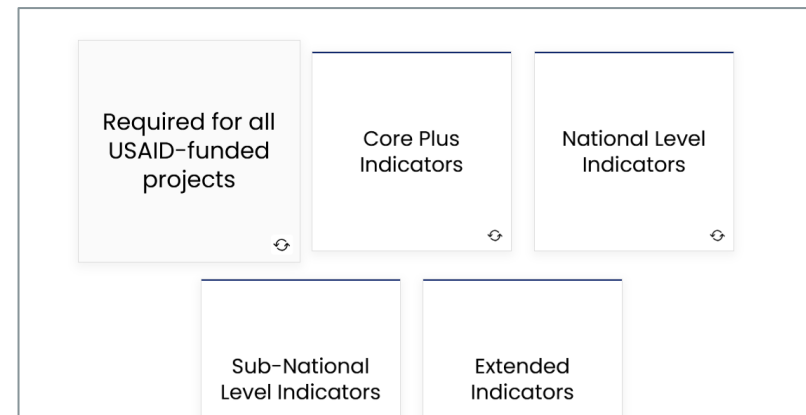 Required for all
USAID-funded
projects
Core Plus
Indicators
National Level
Indicators
Sub-National
Level Indicators
Extended
Indicators